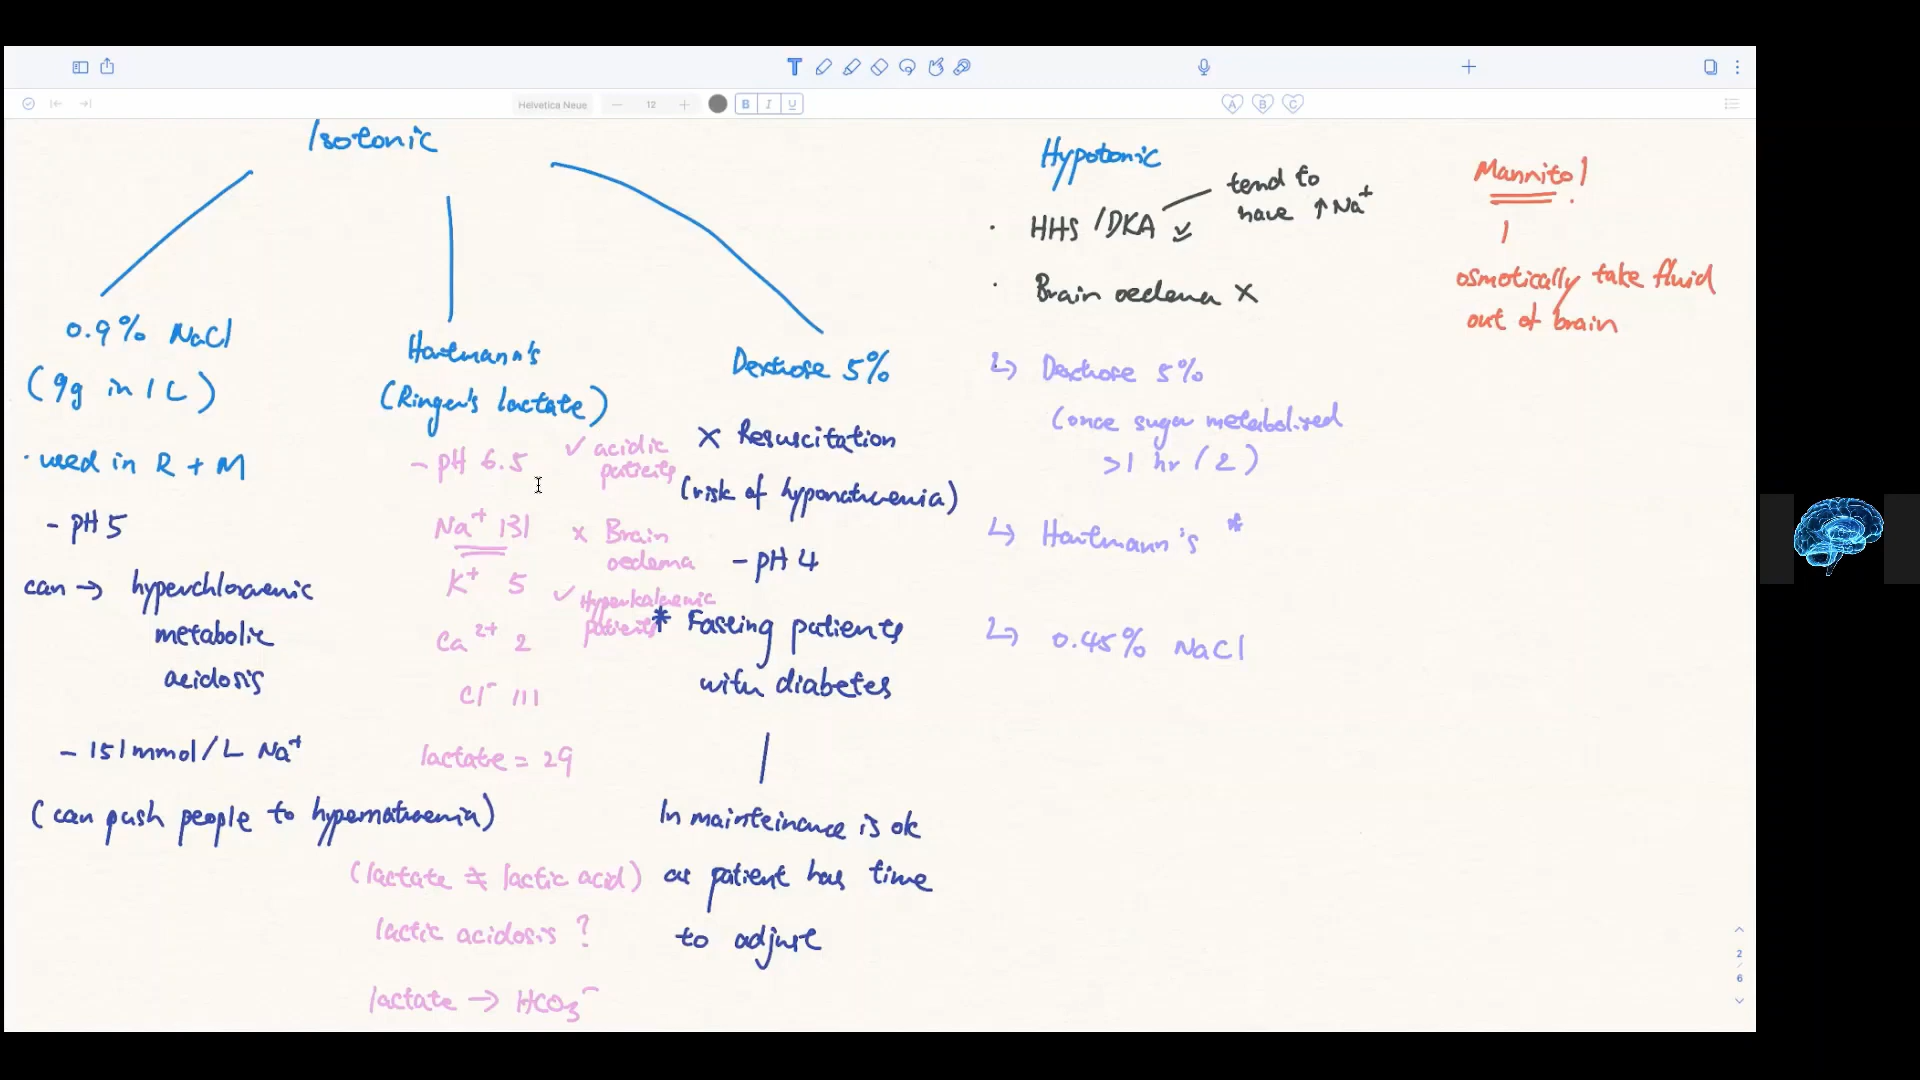 Helvetica Neue
12
B I U
A B C
Isotonic
0.9% NaCl
(9g in 1 L)
· used in R + M
- pH 5
can → hyperchloraemic
metabolic
acidosis
- 151 mmol/L Na+
(can push people to hypernatraemia)
Hartmann's
(Ringer's lactate)
- pH 6.5
✓ acidic
patients
Na+ 131
× Brain
oedema
K+ 5
✓ Hyperkalaemic
patients
Ca2+ 2
Cl- 111
lactate = 29
(lactate ≠ lactic acid)
lactic acidosis ?
lactate → HCO3-
Dextrose 5%
× Resuscitation
(risk of hyponatraemia)
- pH 4
* Fasting patients
with diabetes
In mainteinance is ok
as patient has time
to adjust
Hypotonic
· HHS / DKA ✓
tend to
have ↑ Na+
· Brain oedema ×
↳ Dextrose 5%
(once sugar metabolised
>1 hr (2)
↳ Hartmann's *
↳ 0.45% NaCl
Mannitol
osmotically take fluid
out of brain
2
6